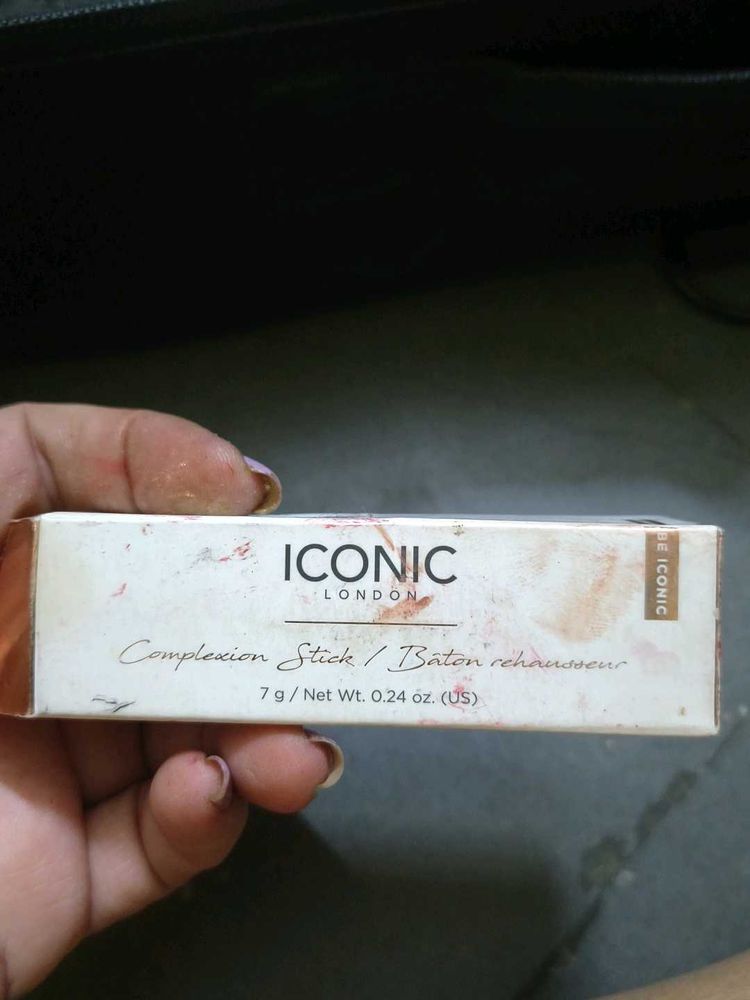 ICONIC
LONDON
Complexion Stick / Bâton rehausseur
7 g / Net Wt. 0.24 oz. (US)
BE ICONIC